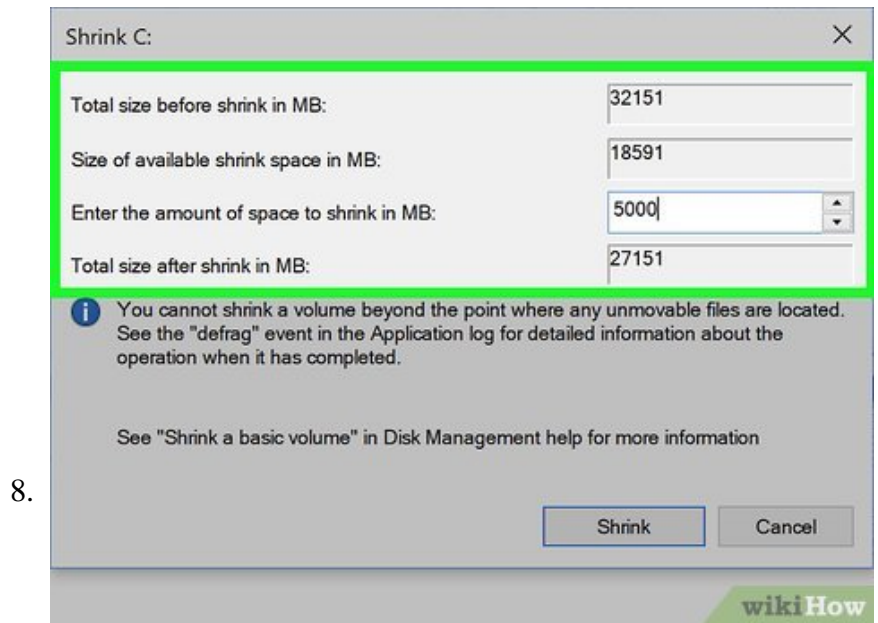 Shrink C:
Total size before shrink in MB: 32151
Size of available shrink space in MB: 18591
Enter the amount of space to shrink in MB: 5000
Total size after shrink in MB: 27151
You cannot shrink a volume beyond the point where any unmovable files are located.
See the "defrag" event in the Application log for detailed information about the
operation when it has completed.
See "Shrink a basic volume" in Disk Management help for more information
8.
Shrink Cancel
wikiHow